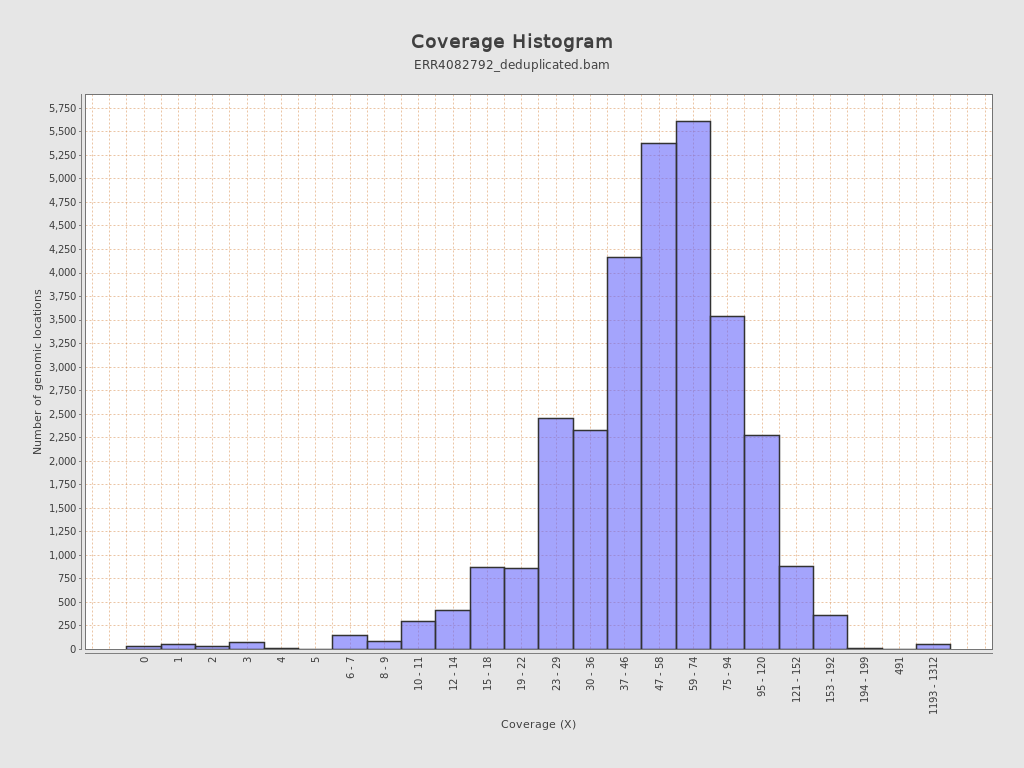 Coverage Histogram
ERR4082792_deduplicated.bam
Number of genomic locations
5,750
5,500
5,250
5,000
4,750
4,500
4,250
4,000
3,750
3,500
3,250
3,000
2,750
2,500
2,250
2,000
1,750
1,500
1,250
1,000
750
500
250
0
0
1
2
3
4
5
6 - 7
8 - 9
10 - 11
12 - 14
15 - 18
19 - 22
23 - 29
30 - 36
37 - 46
47 - 58
59 - 74
75 - 94
95 - 120
121 - 152
153 - 192
194 - 199
491
1193 - 1312
Coverage (X)